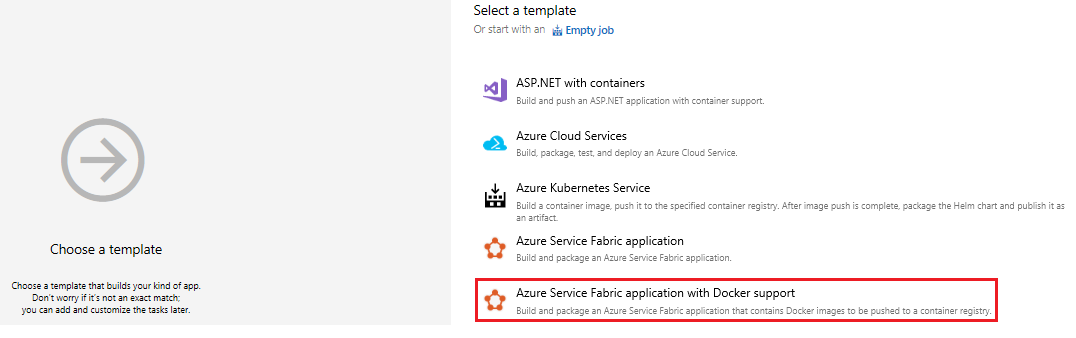 Select a template
Or start with an Empty job
ASP.NET with containers
Build and push an ASP.NET application with container support.
Azure Cloud Services
Build, package, test, and deploy an Azure Cloud Service.
Azure Kubernetes Service
Build a container image, push it to the specified container registry. After image push is complete, package the Helm chart and publish it as
an artifact.
Azure Service Fabric application
Build and package an Azure Service Fabric application.
Azure Service Fabric application with Docker support
Build and package an Azure Service Fabric application that contains Docker images to be pushed to a container registry.
Choose a template
Choose a template that builds your kind of app.
Don't worry if it's not an exact match;
you can add and customize the tasks later.